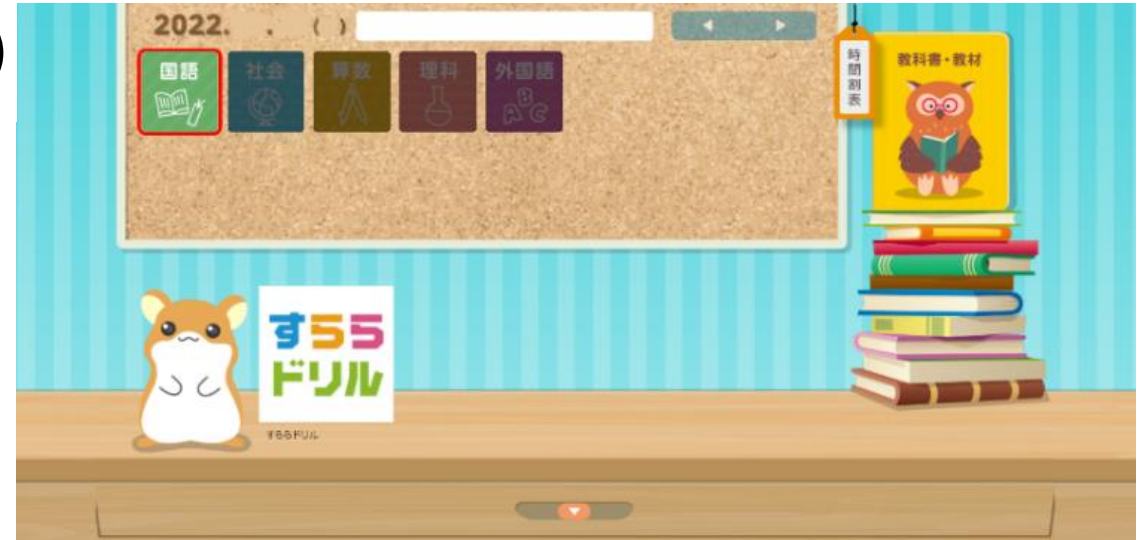 )
2022. . ( )
国語 社会 算数 理科 外国語
A B C
時間割表
教科書・教材
すらら
ドリル
すららドリル